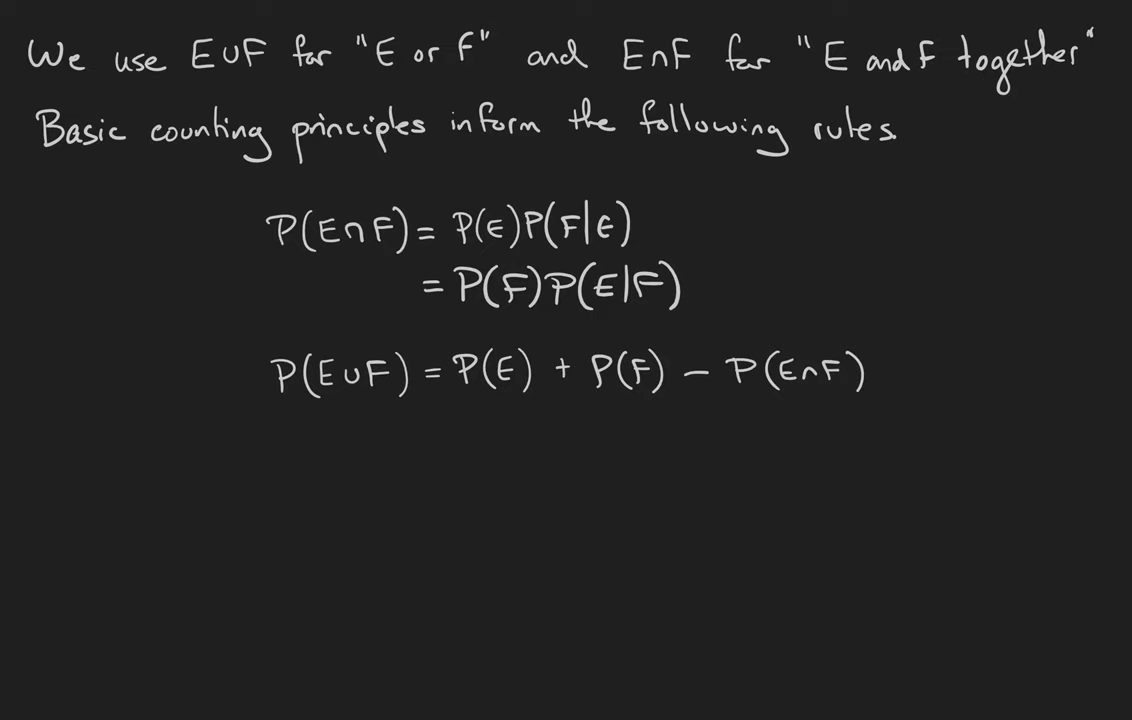 We use E∪F for "E or F" and E∩F for "E and F together"
Basic counting principles inform the following rules.
P(E∩F) = P(E)P(F|E)
= P(F)P(E|F)
P(E∪F) = P(E) + P(F) − P(E∩F)